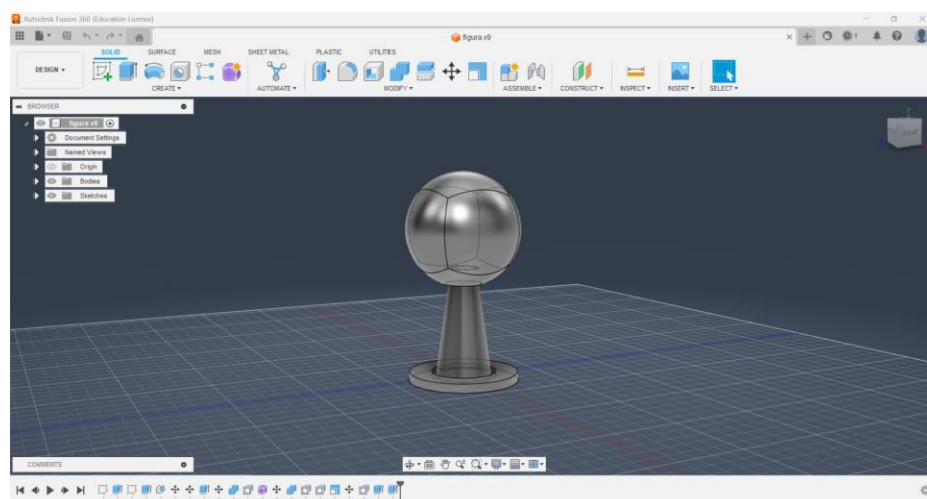 Autodesk Fusion 360 (Education License)
figura v9
SOLID SURFACE MESH SHEET METAL PLASTIC UTILITIES
DESIGN
CREATE AUTOMATE MODIFY ASSEMBLE CONSTRUCT INSPECT INSERT SELECT
BROWSER
figura v9
Document Settings
Named Views
Origin
Bodies
Sketches
COMMENTS